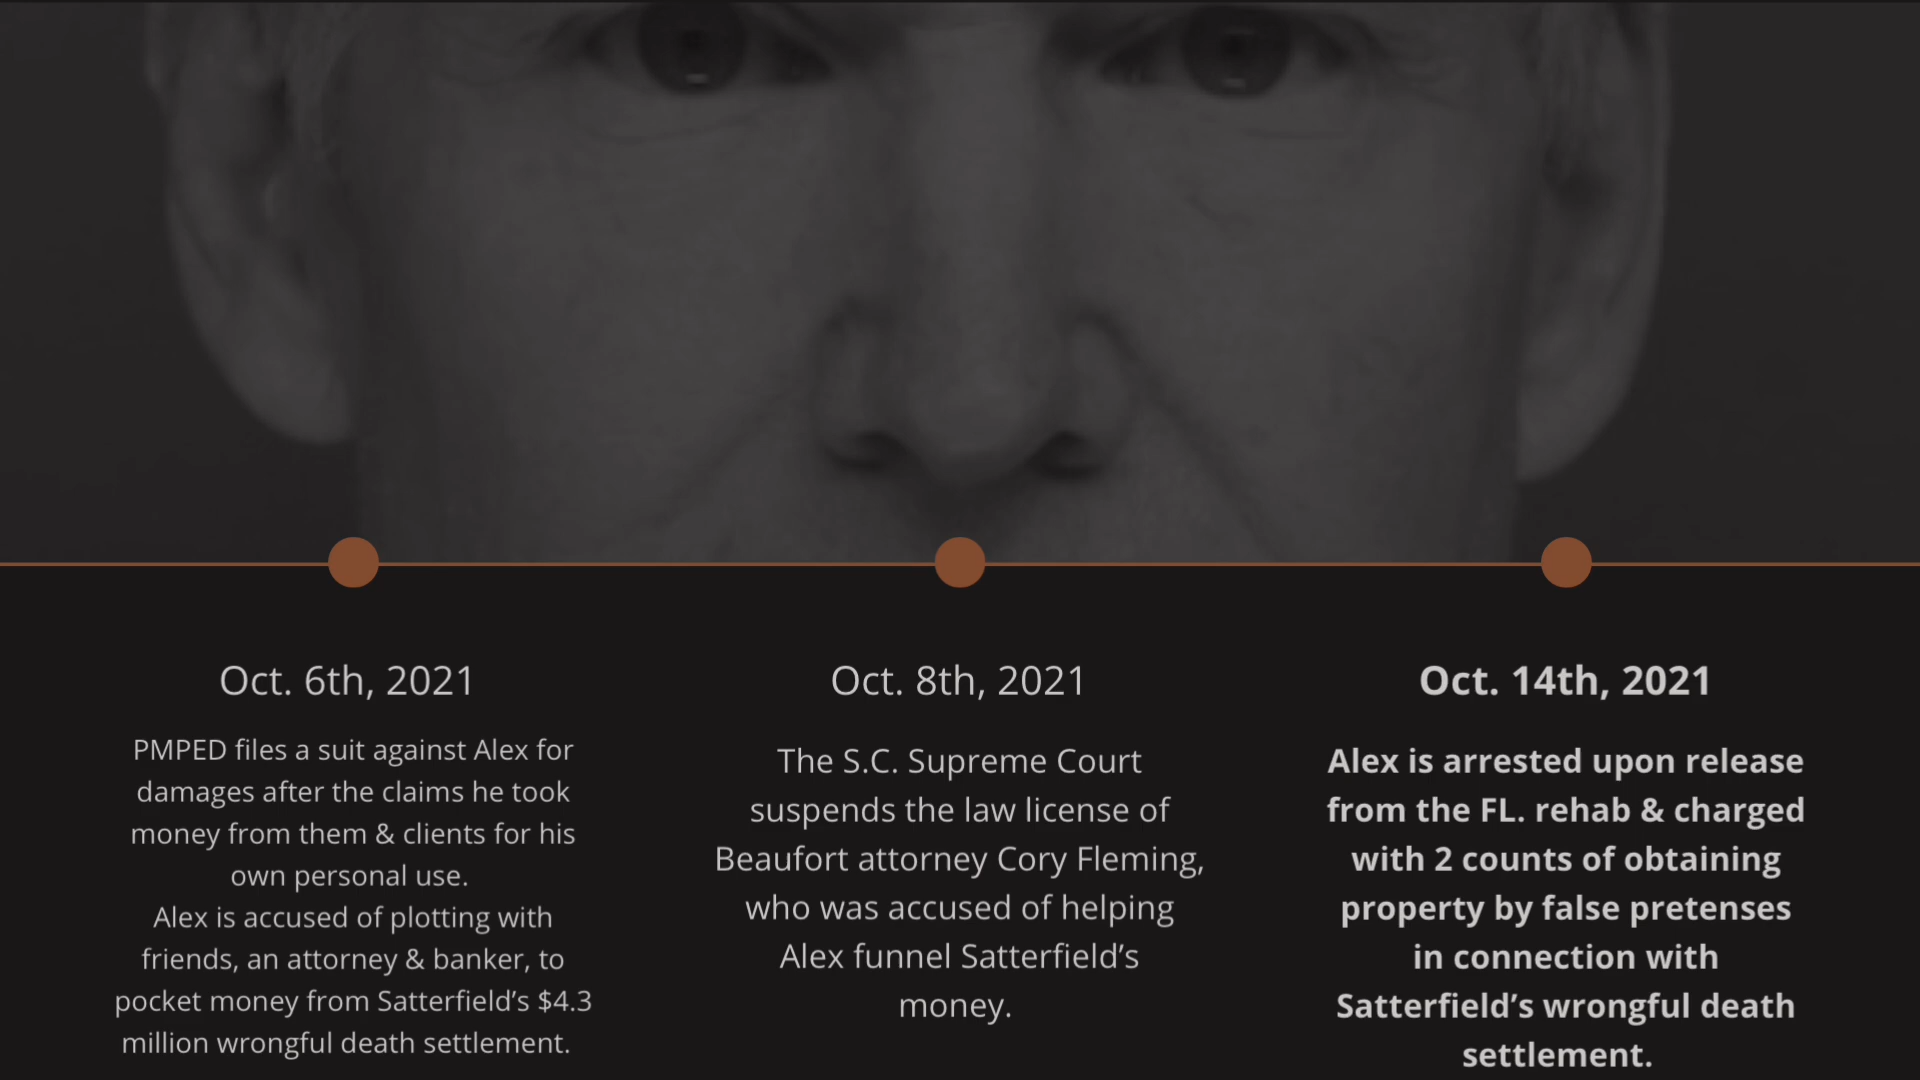 Oct. 6th, 2021
PMPED files a suit against Alex for
damages after the claims he took
money from them & clients for his
own personal use.
Alex is accused of plotting with
friends, an attorney & banker, to
pocket money from Satterfield’s $4.3
million wrongful death settlement.
Oct. 8th, 2021
The S.C. Supreme Court
suspends the law license of
Beaufort attorney Cory Fleming,
who was accused of helping
Alex funnel Satterfield’s
money.
Oct. 14th, 2021
Alex is arrested upon release
from the FL. rehab & charged
with 2 counts of obtaining
property by false pretenses
in connection with
Satterfield’s wrongful death
settlement.